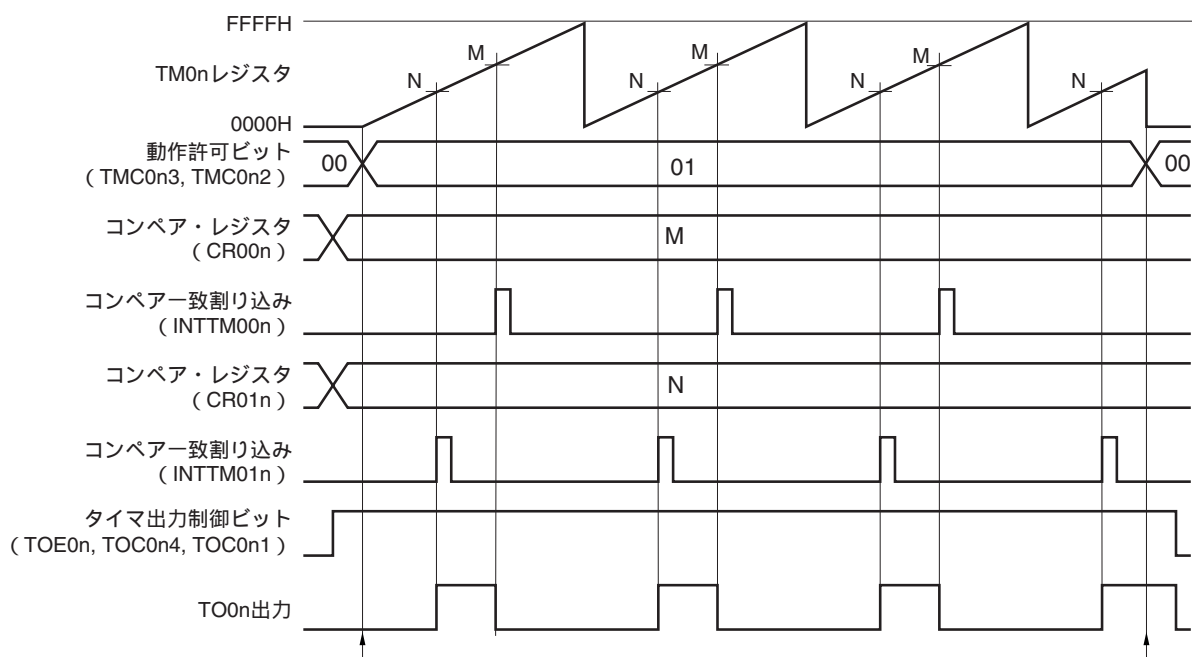 FFFFH
M
M
M
TM0nレジスタ
N
N
N
N
0000H
動作許可ビット
（TMC0n3, TMC0n2）
00
01
00
コンペア・レジスタ
（CR00n）
M
コンペア一致割り込み
（INTTM00n）
コンペア・レジスタ
（CR01n）
N
コンペア一致割り込み
（INTTM01n）
タイマ出力制御ビット
（TOE0n, TOC0n4, TOC0n1）
TO0n出力